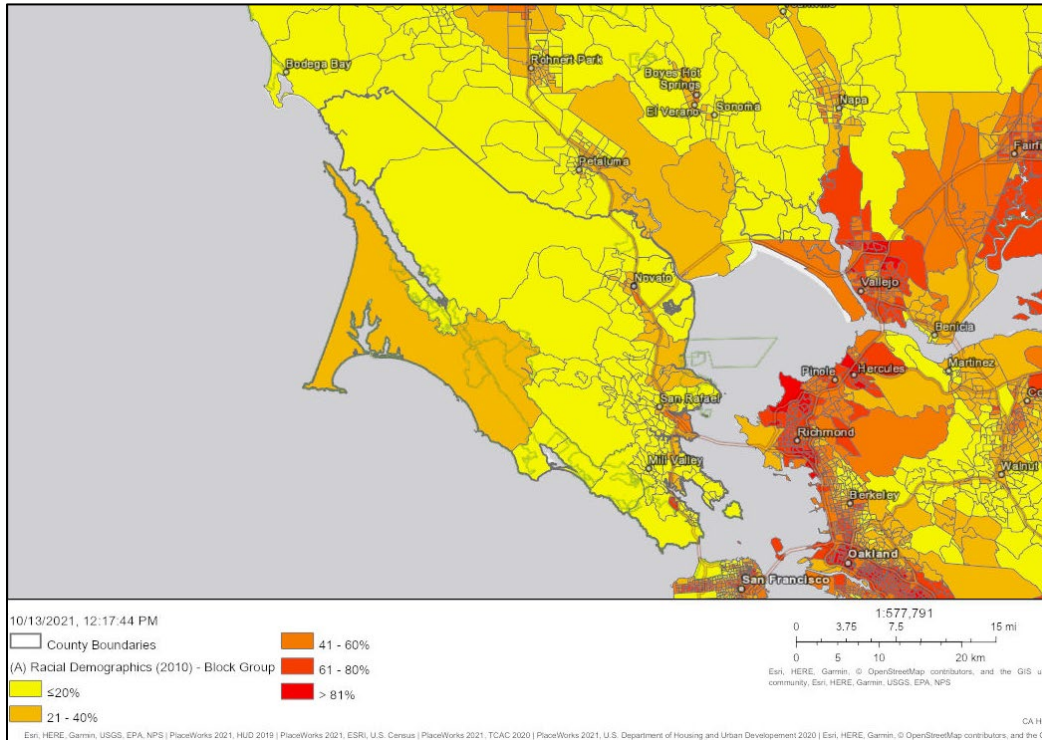 Rohnert Park
Bodega Bay
Boyes Hot
Springs
El Verano
Sonoma
Napa
Fairf
Petaluma
Novato
Vallejo
Benicia
Martinez
Pinole
Hercules
San Rafael
Richmond
Mill Valley
Walnut
Berkeley
Oakland
San Francisco
10/13/2021, 12:17:44 PM
County Boundaries
(A) Racial Demographics (2010) - Block Group
≤20%
21 - 40%
41 - 60%
61 - 80%
> 81%
1:577,791
0 3.75 7.5 15 mi
0 5 10 20 km
Esri, HERE, Garmin, © OpenStreetMap contributors, and the GIS u
community, Esri, HERE, Garmin, USGS, EPA, NPS
CA H
Esri, HERE, Garmin, USGS, EPA, NPS | PlaceWorks 2021, HUD 2019 | PlaceWorks 2021, ESRI, U.S. Census | PlaceWorks 2021, TCAC 2020 | PlaceWorks 2021, U.S. Department of Housing and Urban Developement 2020 | Esri, HERE, Garmin, © OpenStreetMap contributors, and the G